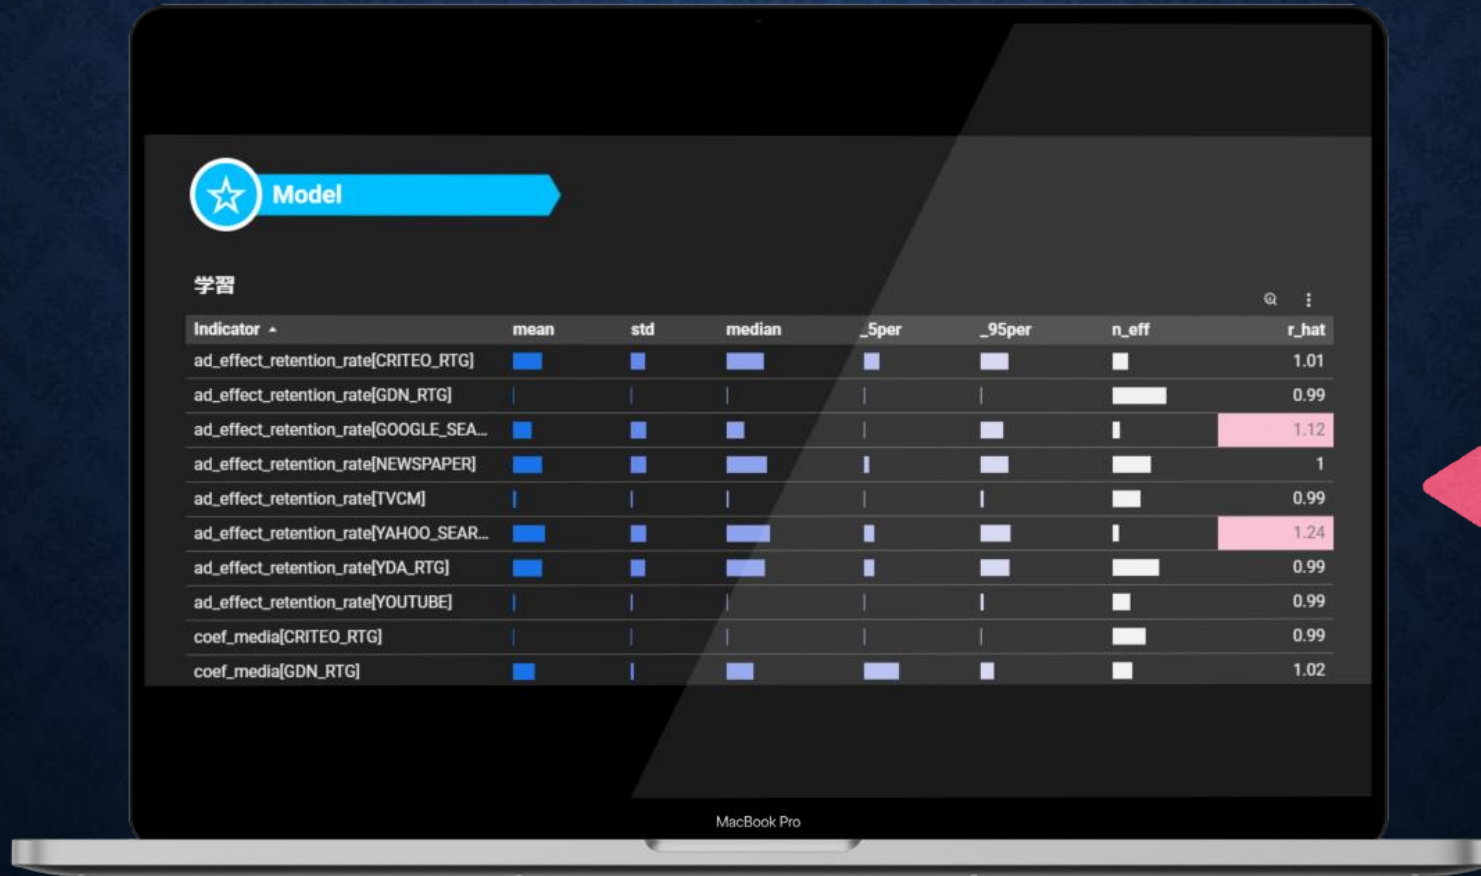 Model
学習
Indicator mean std median _5per _95per n_eff r_hat
ad_effect_retention_rate[CRITEO_RTG] 1.01
ad_effect_retention_rate[GDN_RTG] 0.99
ad_effect_retention_rate[GOOGLE_SEA... 1.12
ad_effect_retention_rate[NEWSPAPER] 1
ad_effect_retention_rate[TVCM] 0.99
ad_effect_retention_rate[YAHOO_SEAR... 1.24
ad_effect_retention_rate[YDA_RTG] 0.99
ad_effect_retention_rate[YOUTUBE] 0.99
coef_media[CRITEO_RTG] 0.99
coef_media[GDN_RTG] 1.02
MacBook Pro